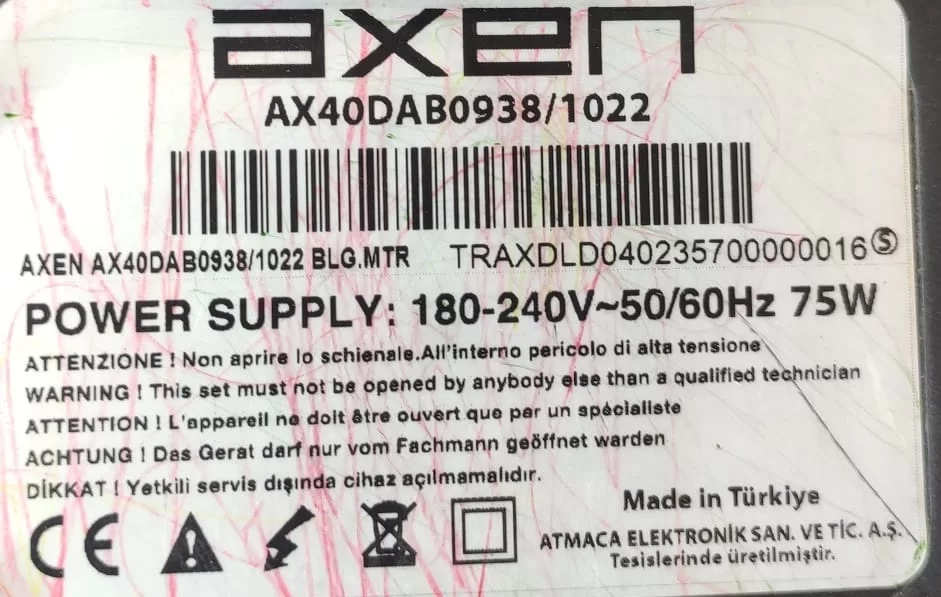 axen
AX40DAB0938/1022
AXEN AX40DAB0938/1022 BLG.MTR TRAXDLD040235700000016 S
POWER SUPPLY: 180-240V~50/60Hz 75W
ATTENZIONE ! Non aprire lo schienale.All'interno pericolo di alta tensione
WARNING ! This set must not be opened by anybody else than a qualified technician
ATTENTION ! L'appareil ne doit être ouvert que par un spécialiste
ACHTUNG ! Das Gerat darf nur vom Fachmann geöffnet warden
DİKKAT ! Yetkili servis dışında cihaz açılmamalıdır.
CE
Made in Türkiye
ATMACA ELEKTRONİK SAN. VE TİC. A.Ş.
Tesislerinde üretilmiştir.